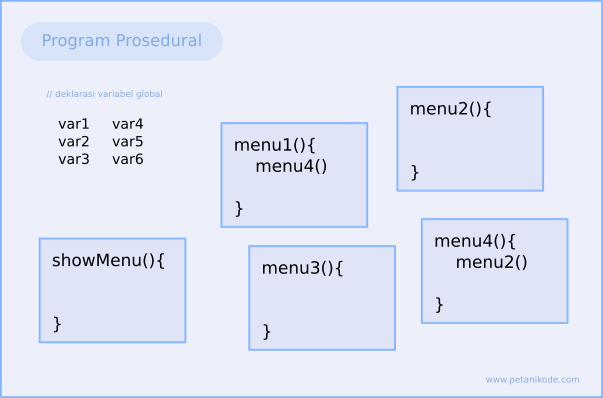 Program Prosedural
// deklarasi variabel global
var1 var4
var2 var5
var3 var6
menu1(){
menu4()
}
menu2(){
}
showMenu(){
}
menu3(){
}
menu4(){
menu2()
}
www.petanikode.com